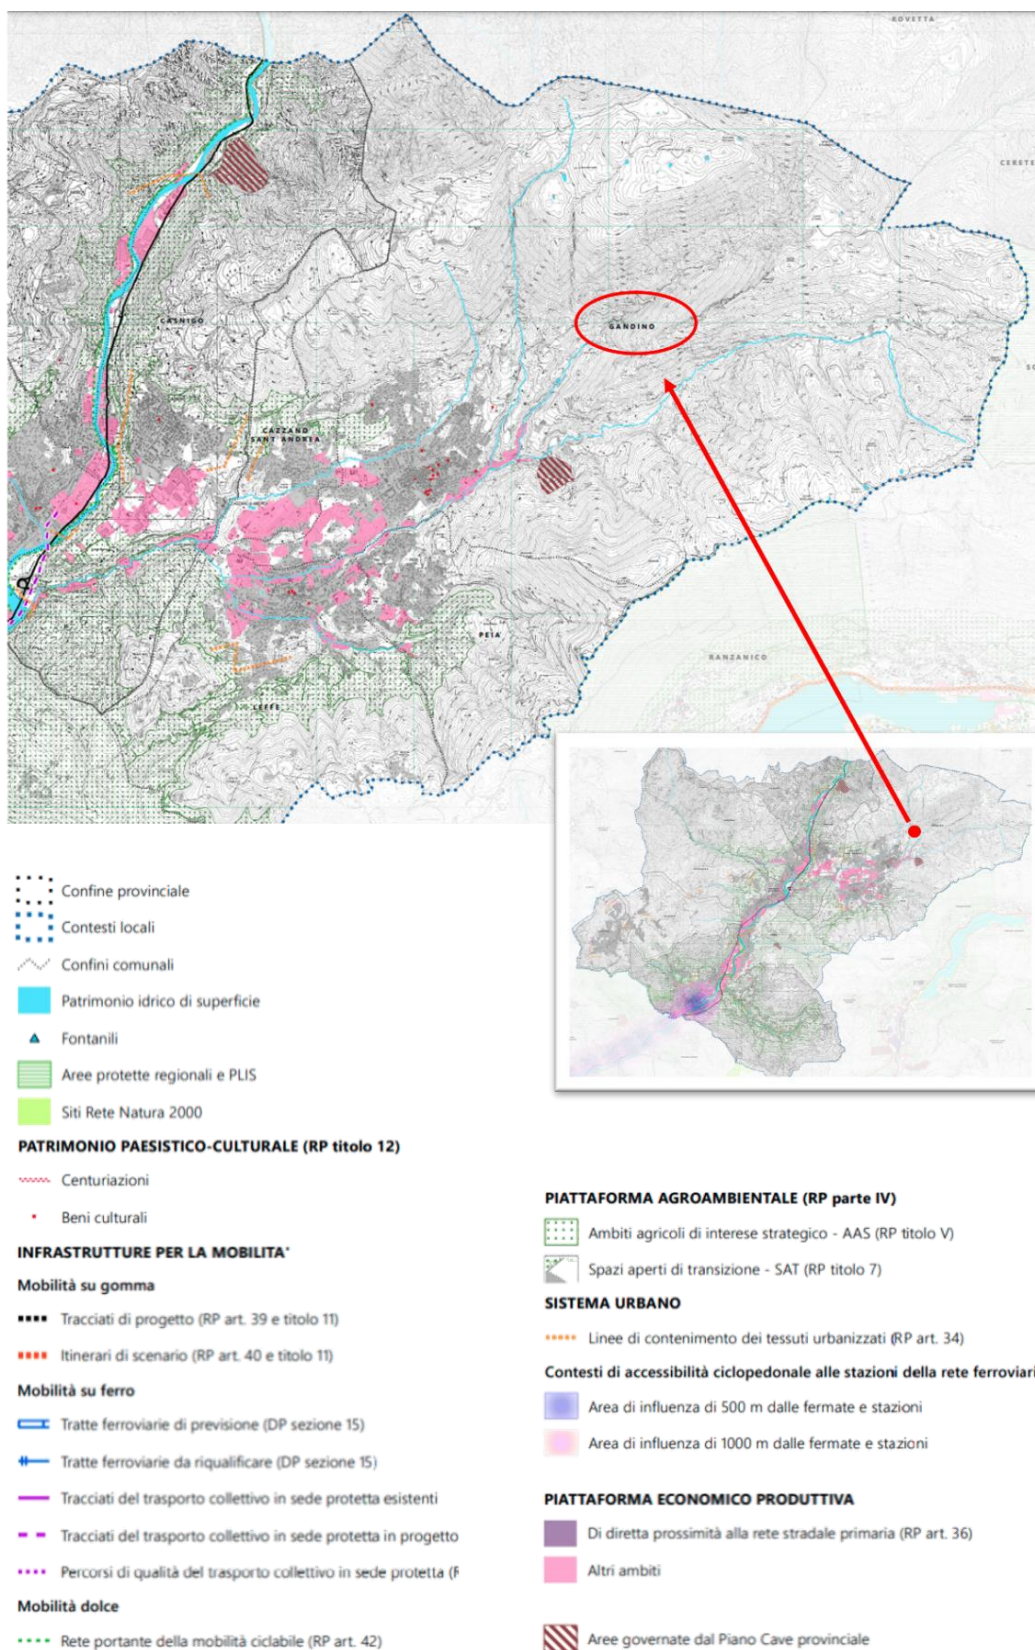 ROVETTA
CERETE
CASNIGO
GANDINO
CAZZANO
SANT ANDREA
PEIA
RANZANICO
LEFFE
Confine provinciale
Contesti locali
Confini comunali
Patrimonio idrico di superficie
Fontanili
Aree protette regionali e PLIS
Siti Rete Natura 2000
PATRIMONIO PAESISTICO-CULTURALE (RP titolo 12)
Centuriazioni
Beni culturali
INFRASTRUTTURE PER LA MOBILITA'
Mobilità su gomma
Tracciati di progetto (RP art. 39 e titolo 11)
Itinerari di scenario (RP art. 40 e titolo 11)
Mobilità su ferro
Tratte ferroviarie di previsione (DP sezione 15)
Tratte ferroviarie da riqualificare (DP sezione 15)
Tracciati del trasporto collettivo in sede protetta esistenti
Tracciati del trasporto collettivo in sede protetta in progetto
Percorsi di qualità del trasporto collettivo in sede protetta (R
Mobilità dolce
Rete portante della mobilità ciclabile (RP art. 42)
PIATTAFORMA AGROAMBIENTALE (RP parte IV)
Ambiti agricoli di interese strategico - AAS (RP titolo V)
Spazi aperti di transizione - SAT (RP titolo 7)
SISTEMA URBANO
Linee di contenimento dei tessuti urbanizzati (RP art. 34)
Contesti di accessibilità ciclopedonale alle stazioni della rete ferroviari
Area di influenza di 500 m dalle fermate e stazioni
Area di influenza di 1000 m dalle fermate e stazioni
PIATTAFORMA ECONOMICO PRODUTTIVA
Di diretta prossimità alla rete stradale primaria (RP art. 36)
Altri ambiti
Aree governate dal Piano Cave provinciale